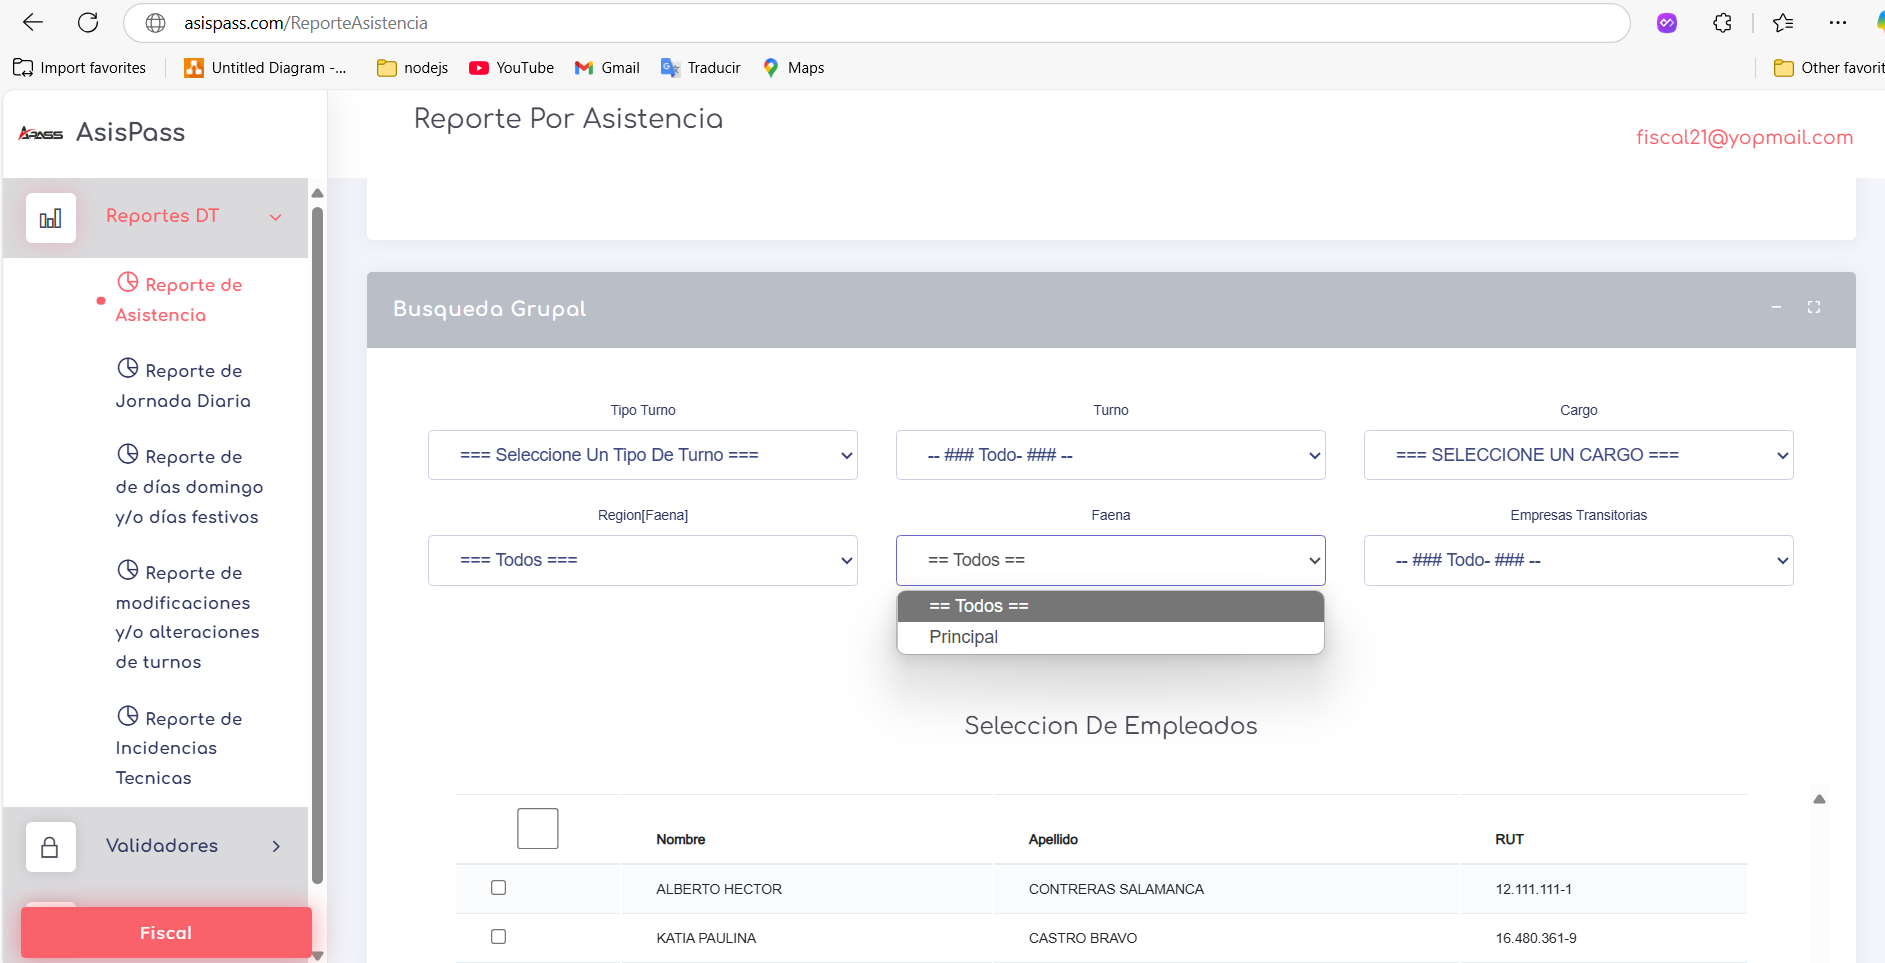 asispass.com/ReporteAsistencia
Import favorites
Untitled Diagram -...
nodejs
YouTube
Gmail
Traducir
Maps
Other favorit
APASS AsisPass
Reporte Por Asistencia
fiscal21@yopmail.com
Reportes DT
Reporte de
Asistencia
Reporte de
Jornada Diaria
Reporte de
de días domingo
y/o días festivos
Reporte de
modificaciones
y/o alteraciones
de turnos
Reporte de
Incidencias
Tecnicas
Validadores
Fiscal
Busqueda Grupal
Tipo Turno
=== Seleccione Un Tipo De Turno ===
Turno
-- ### Todo- ### --
Cargo
=== SELECCIONE UN CARGO ===
Region[Faena]
=== Todos ===
Faena
== Todos ==
== Todos ==
Principal
Empresas Transitorias
-- ### Todo- ### --
Seleccion De Empleados
Nombre Apellido RUT
ALBERTO HECTOR CONTRERAS SALAMANCA 12.111.111-1
KATIA PAULINA CASTRO BRAVO 16.480.361-9